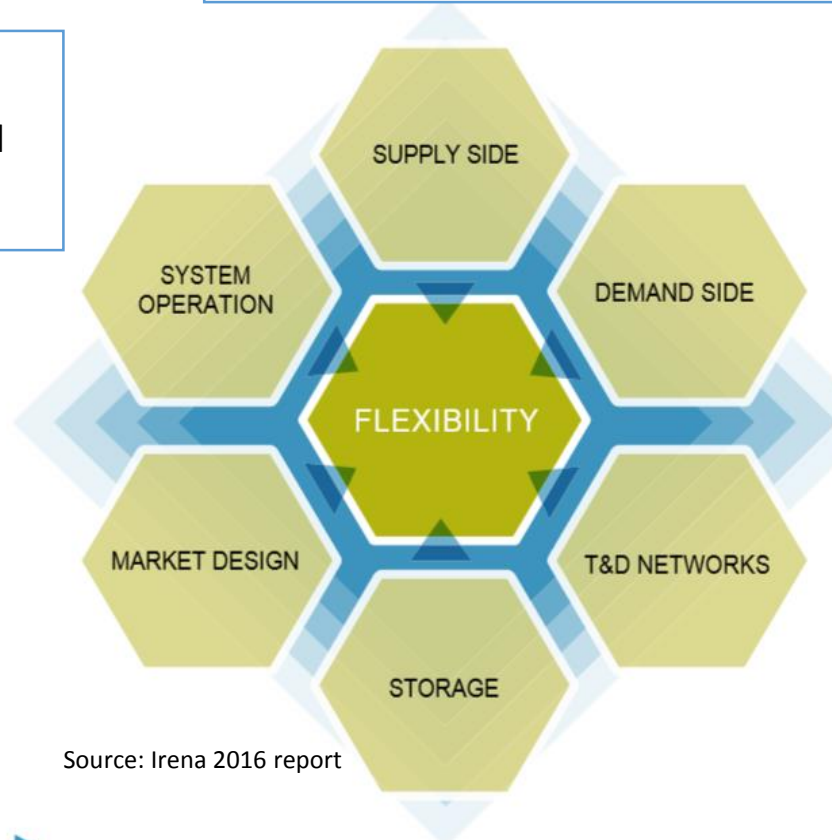 SUPPLY SIDE
SYSTEM
OPERATION
DEMAND SIDE
FLEXIBILITY
MARKET DESIGN
T&D NETWORKS
STORAGE
Source: Irena 2016 report